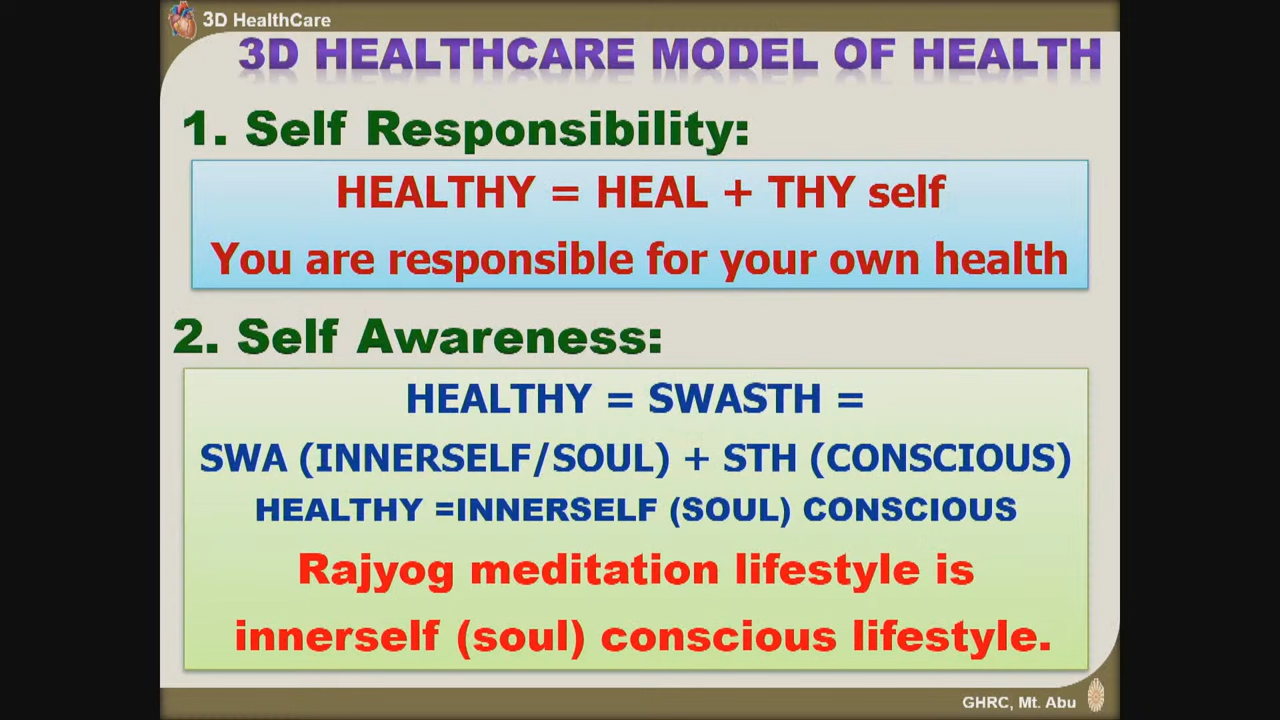 3D HealthCare
3D HEALTHCARE MODEL OF HEALTH
1. Self Responsibility:
HEALTHY = HEAL + THY self
You are responsible for your own health
2. Self Awareness:
HEALTHY = SWASTH =
SWA (INNERSELF/SOUL) + STH (CONSCIOUS)
HEALTHY =INNERSELF (SOUL) CONSCIOUS
Rajyog meditation lifestyle is
innerself (soul) conscious lifestyle.
GHRC, Mt. Abu